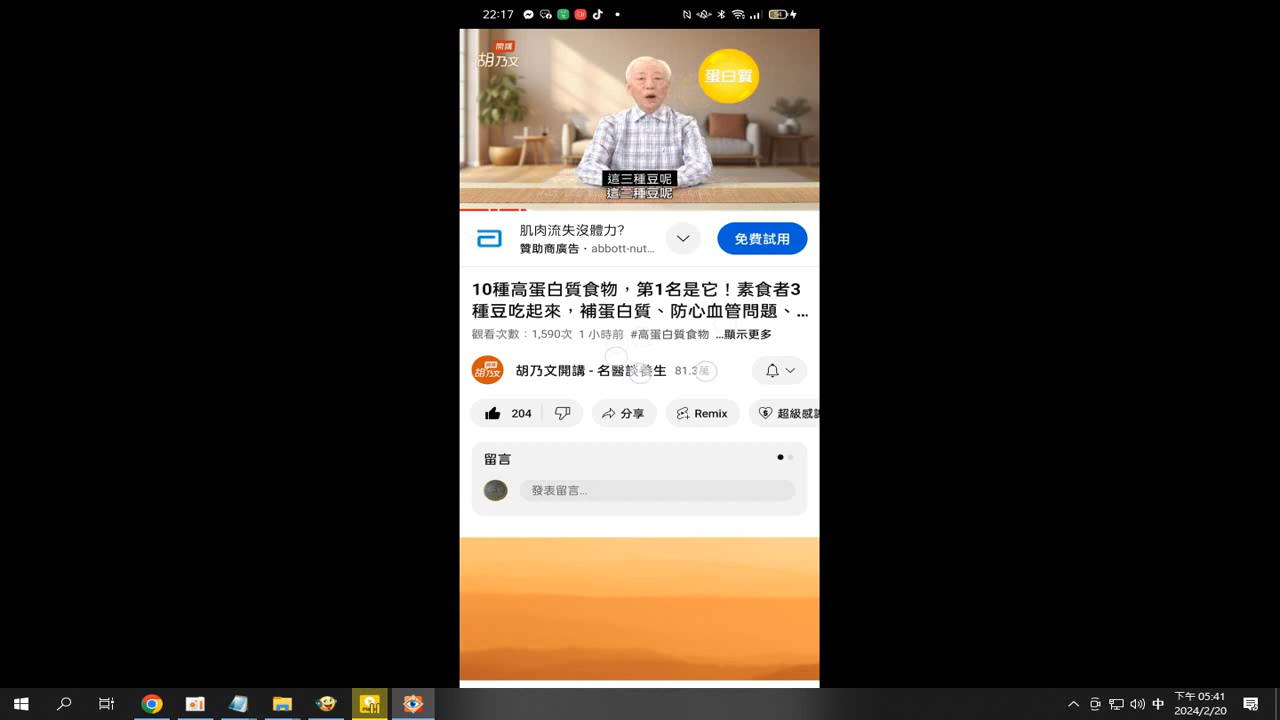 22:17
54
開講
胡乃文
蛋白質
這三種豆呢
這三種豆呢
肌肉流失沒體力?
贊助商廣告・abbott-nut...
免費試用
10種高蛋白質食物，第1名是它！素食者3
種豆吃起來，補蛋白質、防心血管問題、...
觀看次數：1,590次 1 小時前 #高蛋白質食物 ...顯示更多
胡乃文
胡乃文開講 - 名醫談養生 81.3萬
204
分享
Remix
超級感謝
留言
發表留言...
中
下午 05:41
2024/2/20